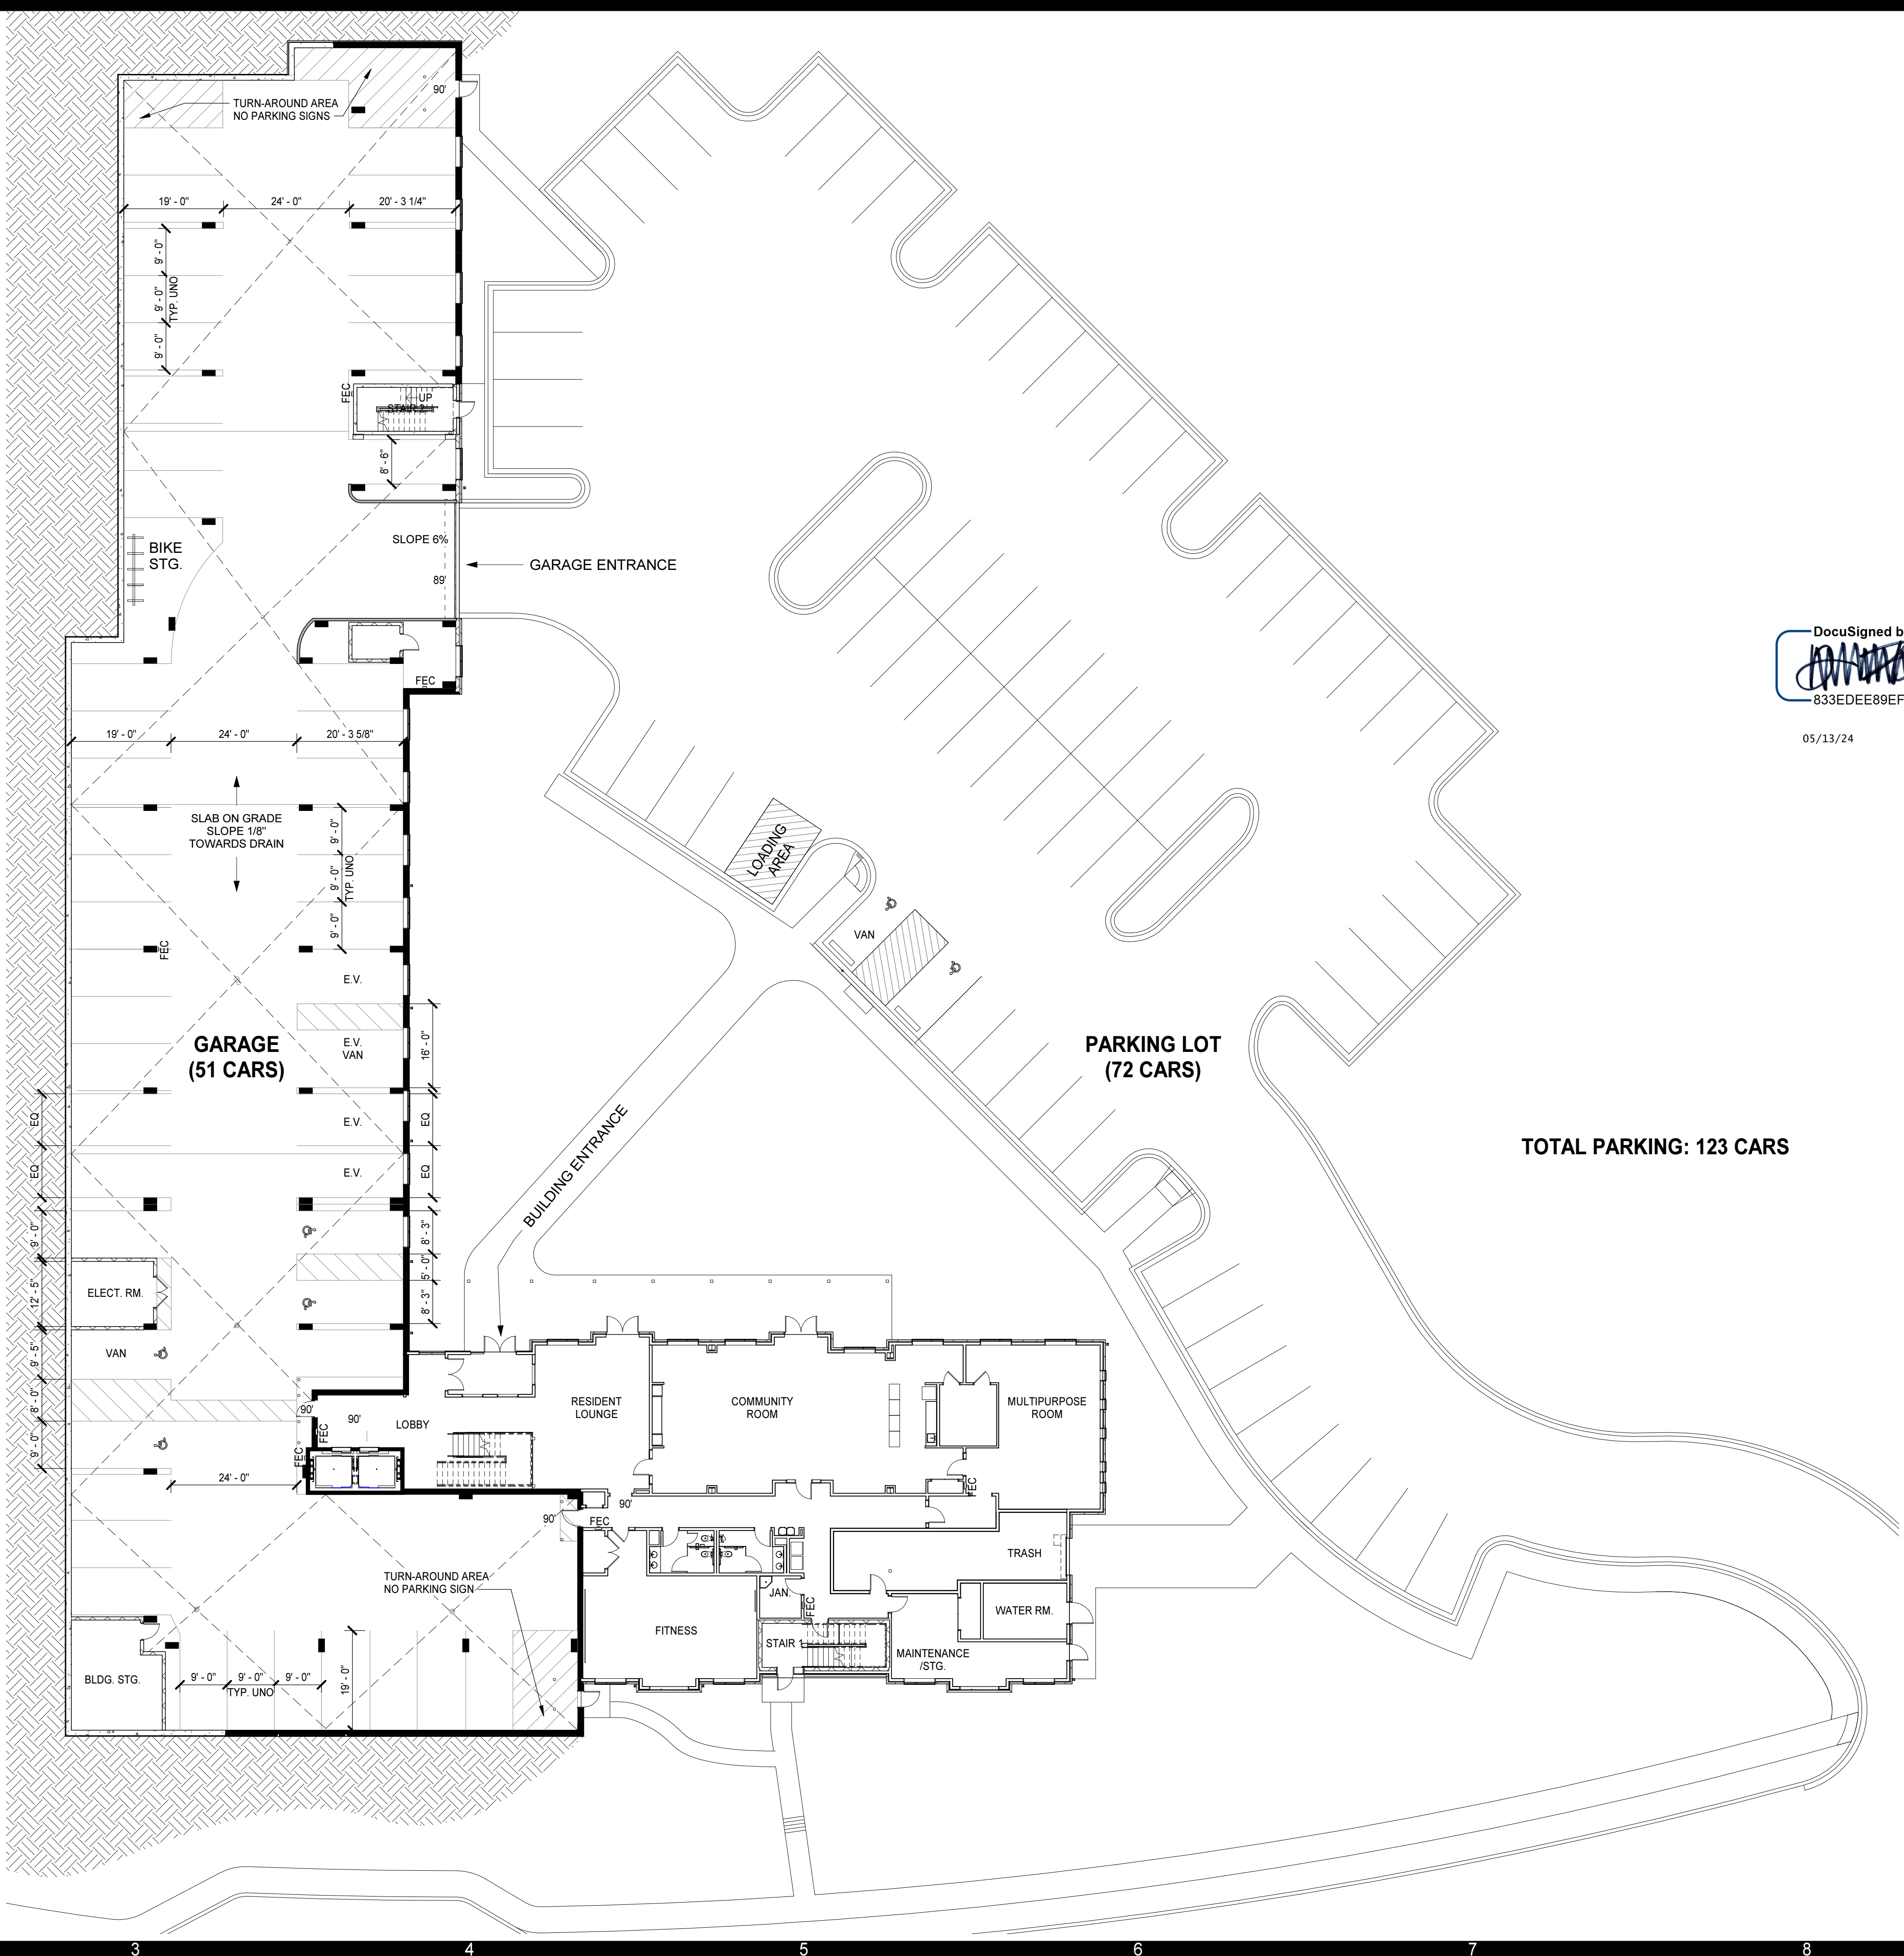 90'
TURN-AROUND AREA
NO PARKING SIGNS
19' - 0"
24' - 0"
20' - 3 1/4"
9' - 0"
9' - 0"
TYP. UNO
9' - 0"
FEC
UP
STAIR 2
8' - 6"
SLOPE 6%
BIKE
STG.
GARAGE ENTRANCE
89'
DocuSigned b
833EDEE89EF
05/13/24
FEC
19' - 0"
24' - 0"
20' - 3 5/8"
SLAB ON GRADE
SLOPE 1/8"
TOWARDS DRAIN
9' - 0"
9' - 0"
TYP. UNO
9' - 0"
FEC
LOADING
AREA
VAN
E.V.
GARAGE
(51 CARS)
E.V.
VAN
16' - 0"
PARKING LOT
(72 CARS)
EQ
E.V.
EQ
TOTAL PARKING: 123 CARS
EQ
E.V.
EQ
BUILDING ENTRANCE
9' - 0"
8' - 3"
5' - 0"
12' - 5"
ELECT. RM.
8' - 3"
9' - 5"
VAN
8' - 0"
90'
90'
LOBBY
RESIDENT
LOUNGE
COMMUNITY
ROOM
MULTIPURPOSE
ROOM
FEC
FEC
9' - 0"
24' - 0"
FEC
90'
90'
FEC
TRASH
TURN-AROUND AREA
NO PARKING SIGN
JAN.
FEC
WATER RM.
FITNESS
STAIR 1
MAINTENANCE
/STG.
BLDG. STG.
9' - 0"
9' - 0"
9' - 0"
TYP. UNO
19' - 0"
3
4
5
6
7
8